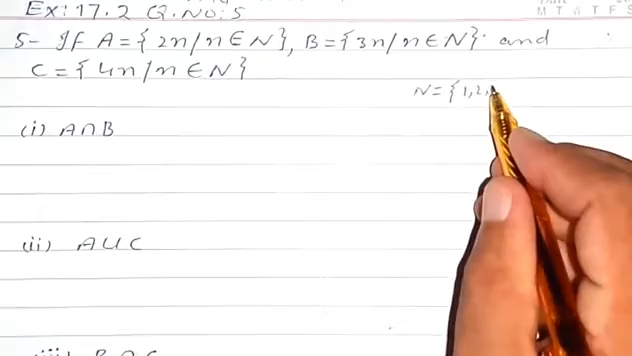 Ex: 17.2 Q.No: 5
M T W T F S
5- If A = {2n/n ∈ N}, B = {3n/n ∈ N} and
C = {4n/n ∈ N}
N = {1,2,
(i) A∩B
(ii) A∪C